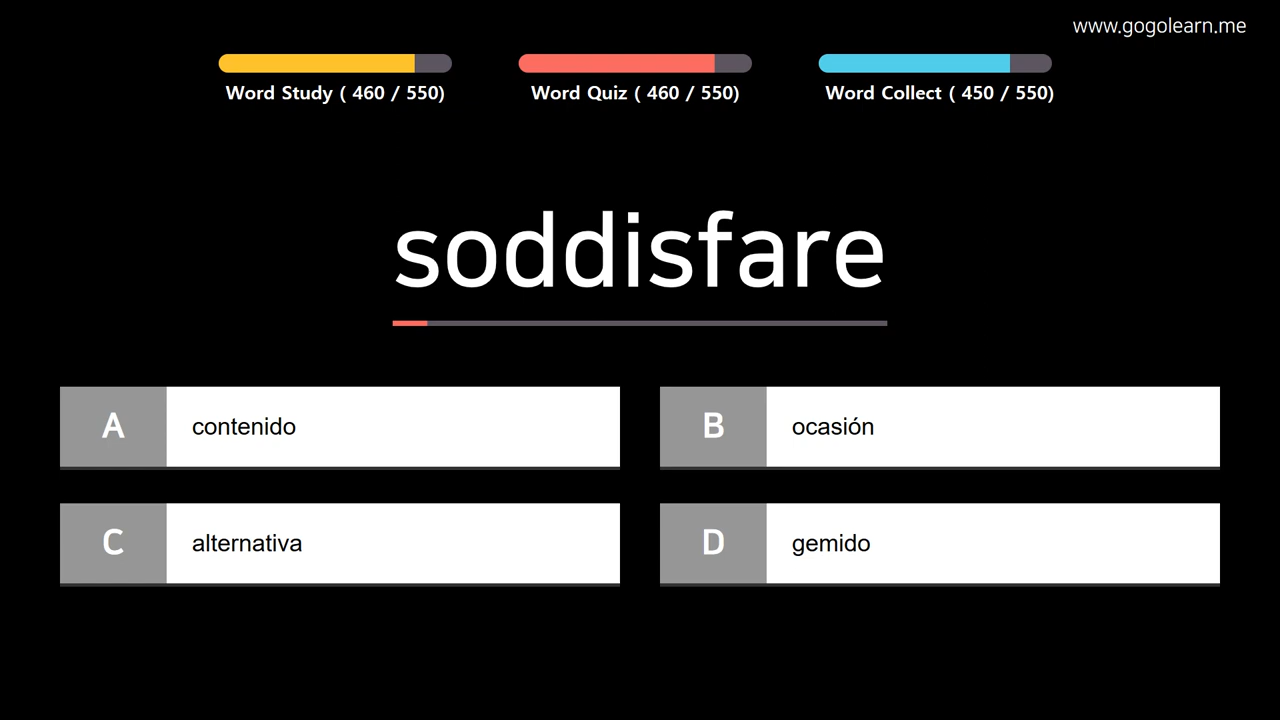 www.gogolearn.me
Word Study ( 460 / 550)
Word Quiz ( 460 / 550)
Word Collect ( 450 / 550)
soddisfare
A contenido
B ocasión
C alternativa
D gemido